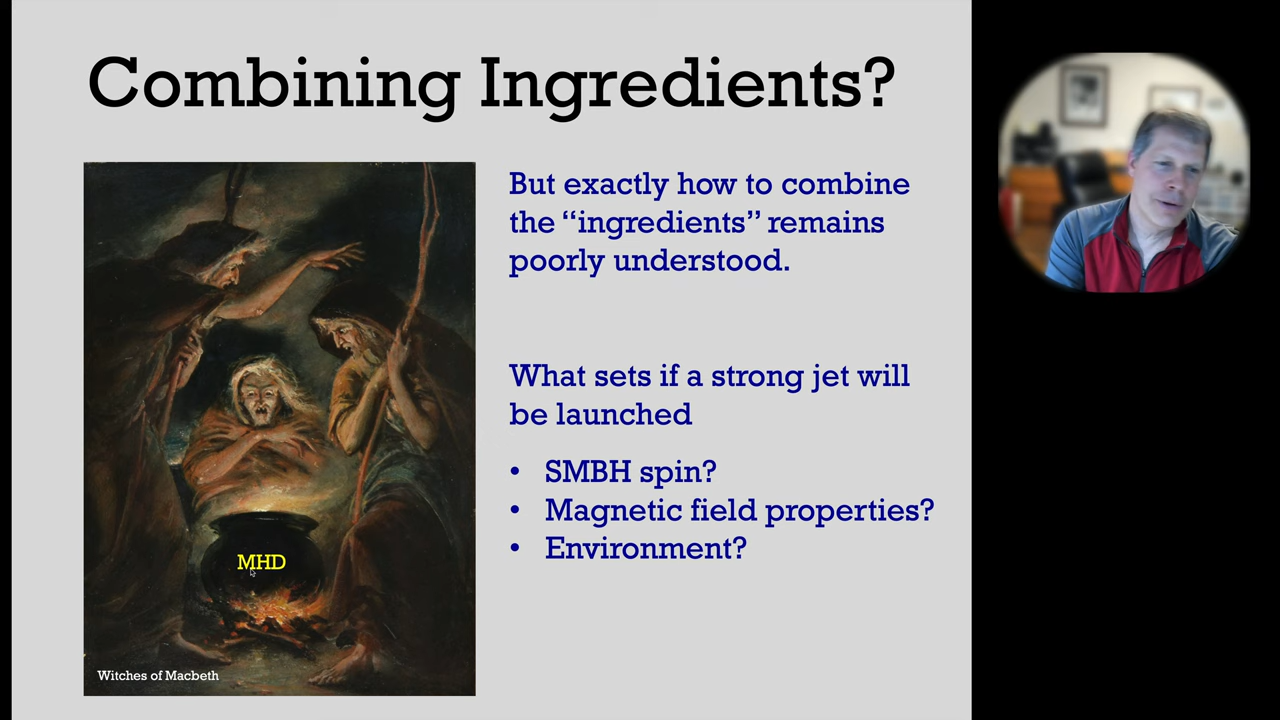 Combining Ingredients?
But exactly how to combine
the “ingredients” remains
poorly understood.
What sets if a strong jet will
be launched
• SMBH spin?
• Magnetic field properties?
• Environment?
MHD
Witches of Macbeth